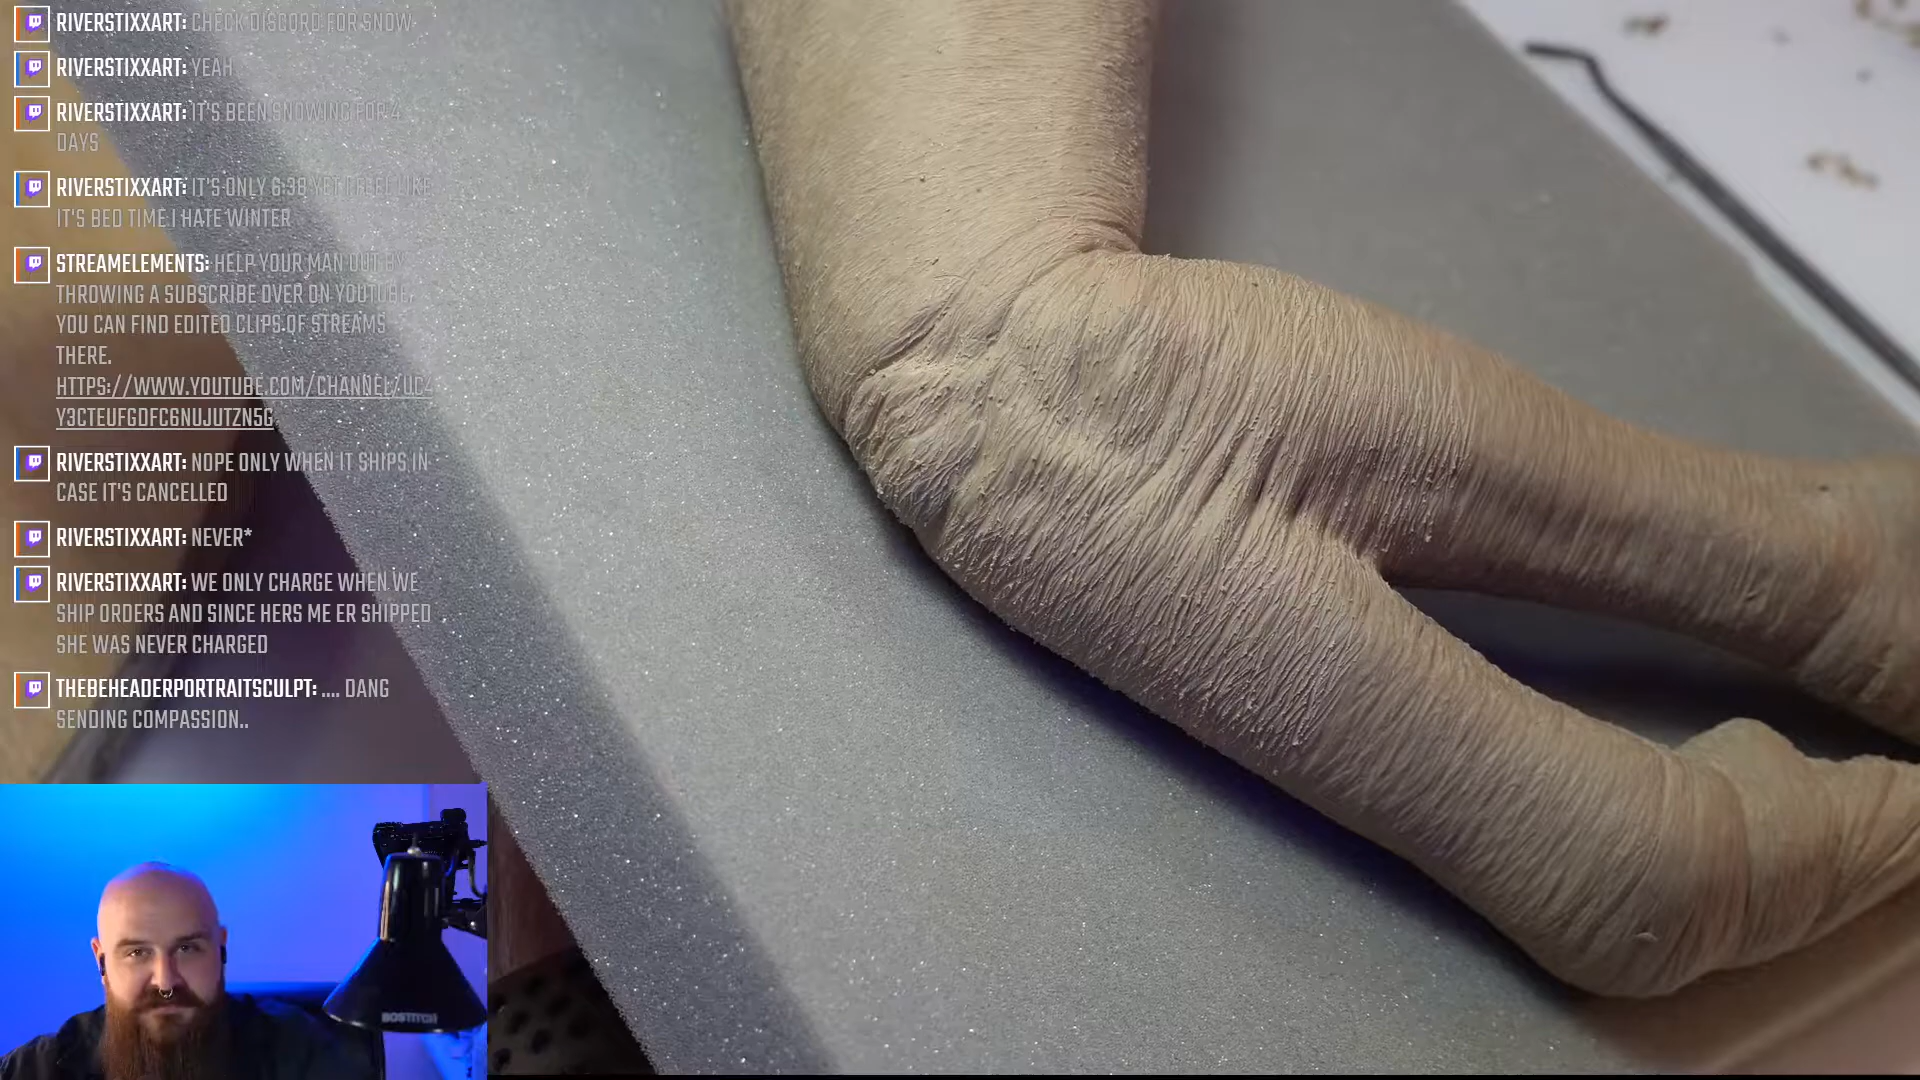 RIVERSTIXXART: CHECK DISCORD FOR SNOW
RIVERSTIXXART: YEAH
RIVERSTIXXART: IT'S BEEN SNOWING FOR 4
DAYS
RIVERSTIXXART: IT'S ONLY 6:38 YET I FEEL LIKE
IT'S BED TIME I HATE WINTER
STREAMELEMENTS: HELP YOUR MAN OUT BY
THROWING A SUBSCRIBE OVER ON YOUTUBE,
YOU CAN FIND EDITED CLIPS OF STREAMS
THERE.
HTTPS://WWW.YOUTUBE.COM/CHANNEL/UC4
Y3CTEUFGDFC6NUJUTZN5G
RIVERSTIXXART: NOPE ONLY WHEN IT SHIPS IN
CASE IT'S CANCELLED
RIVERSTIXXART: NEVER*
RIVERSTIXXART: WE ONLY CHARGE WHEN WE
SHIP ORDERS AND SINCE HERS ME ER SHIPPED
SHE WAS NEVER CHARGED
THEBEHEADERPORTRAITSCULPT: .... DANG
SENDING COMPASSION..
BOSTITCH